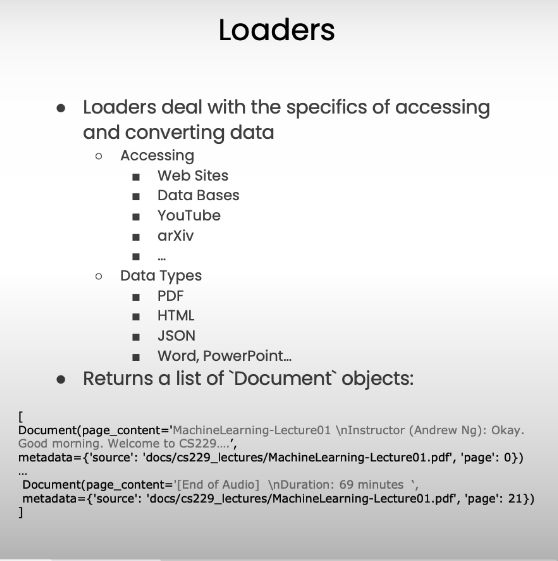 Loaders
● Loaders deal with the specifics of accessing
and converting data
○ Accessing
■ Web Sites
■ Data Bases
■ YouTube
■ arXiv
■ ...
○ Data Types
■ PDF
■ HTML
■ JSON
■ Word, PowerPoint...
● Returns a list of `Document` objects:
[
Document(page_content='MachineLearning-Lecture01 \nInstructor (Andrew Ng): Okay.
Good morning. Welcome to CS229....',
metadata={'source': 'docs/cs229_lectures/MachineLearning-Lecture01.pdf', 'page': 0})
...
Document(page_content='[End of Audio] \nDuration: 69 minutes ',
metadata={'source': 'docs/cs229_lectures/MachineLearning-Lecture01.pdf', 'page': 21})
]